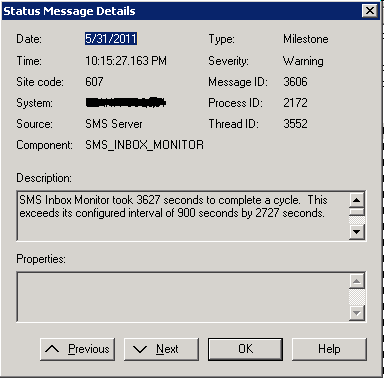 Status Message Details
Date: 5/31/2011 Type: Milestone
Time: 10:15:27.163 PM Severity: Warning
Site code: 607 Message ID: 3606
System: Process ID: 2172
Source: SMS Server Thread ID: 3552
Component: SMS_INBOX_MONITOR
Description:
SMS Inbox Monitor took 3627 seconds to complete a cycle. This
exceeds its configured interval of 900 seconds by 2727 seconds.
Properties:
Previous Next OK Help